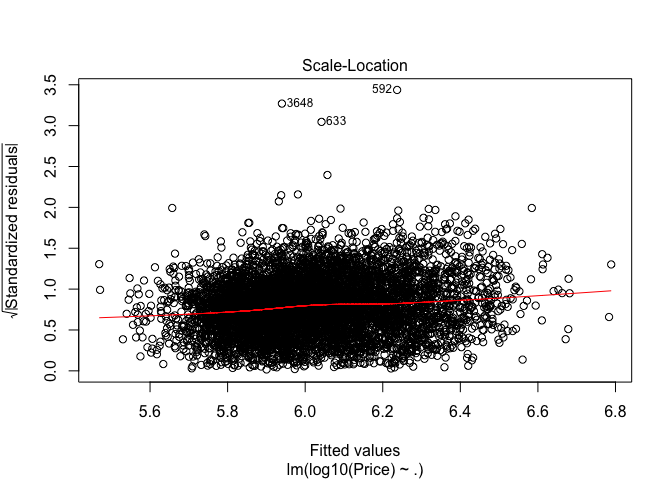 Scale-Location
√|Standardized residuals|
3.5
3.0
2.5
2.0
1.5
1.0
0.5
0.0
592
3648
633
5.6 5.8 6.0 6.2 6.4 6.6 6.8
Fitted values
lm(log10(Price) ~ .)